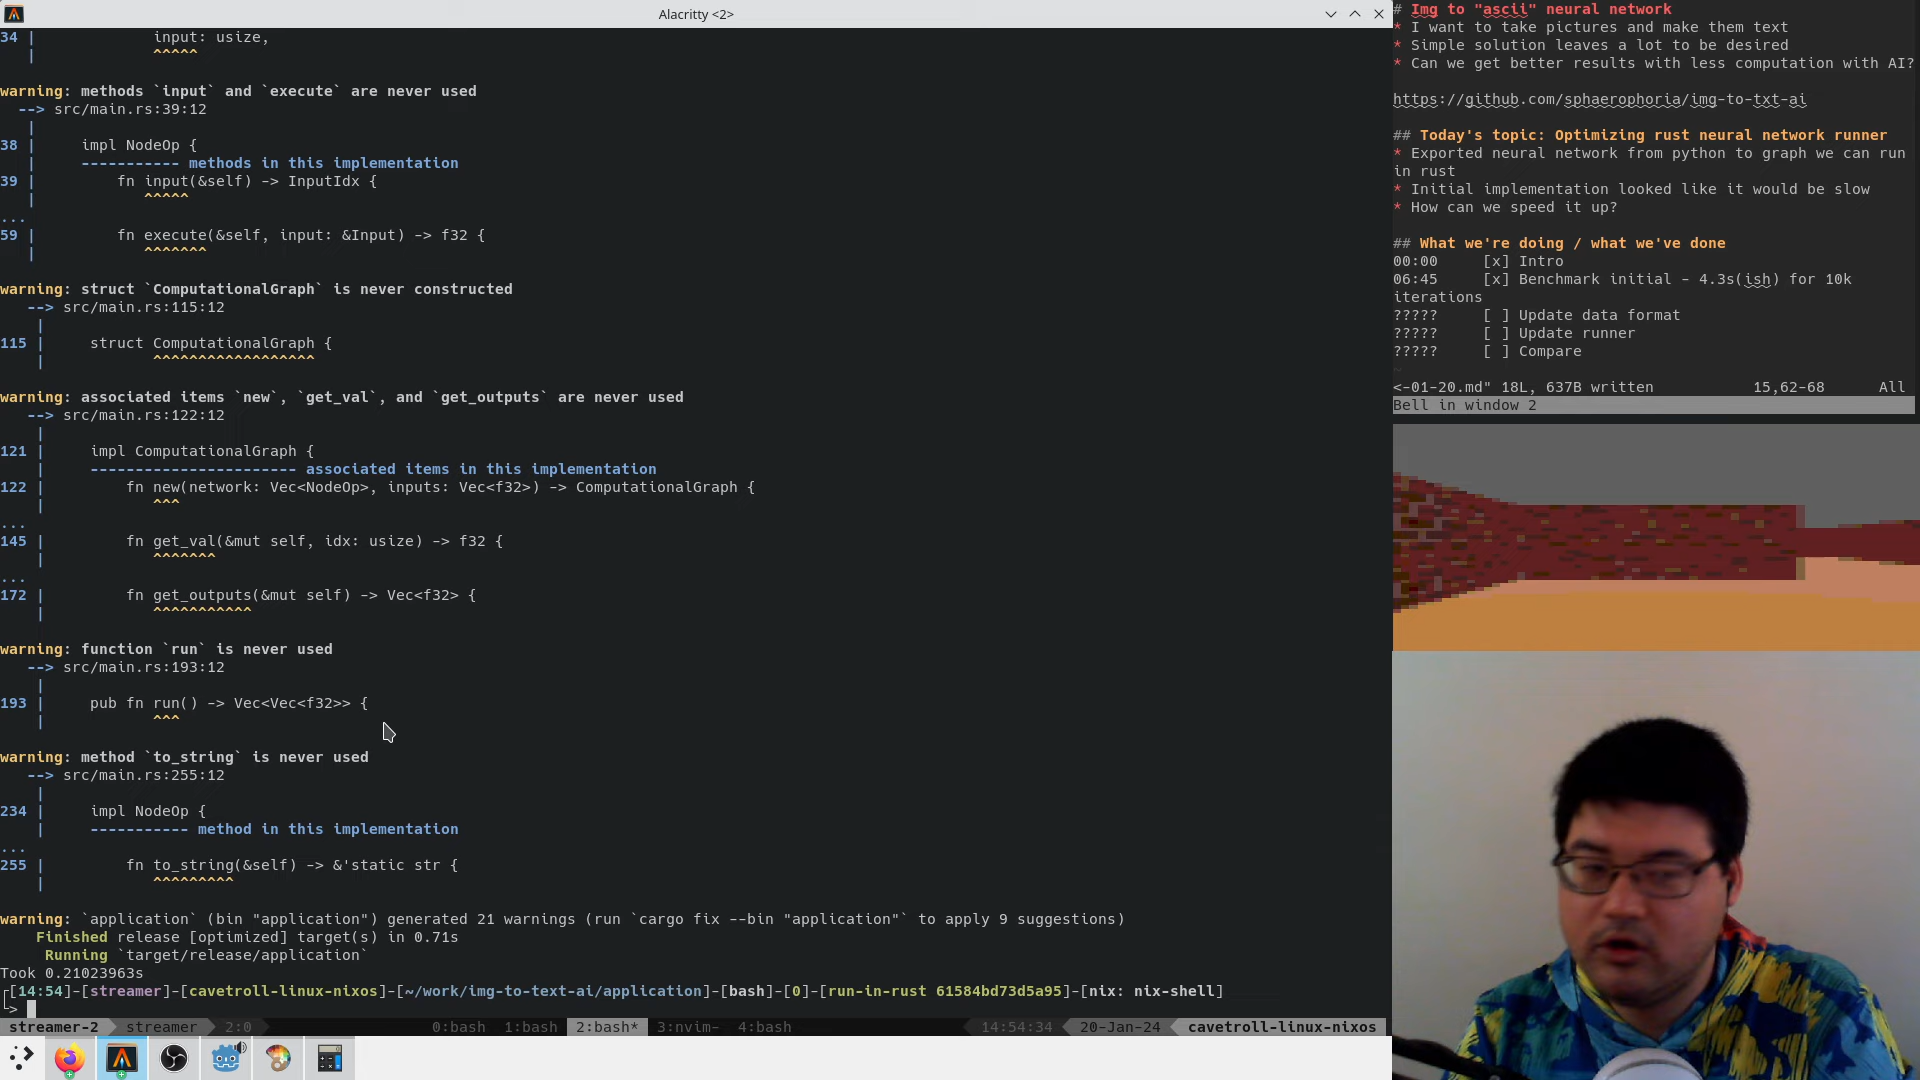 Alacritty <2>
34 |             input: usize,
   |             ^^^^^
warning: methods `input` and `execute` are never used
  --> src/main.rs:39:12
   |
38 |     impl NodeOp {
   |     ----------- methods in this implementation
39 |         fn input(&self) -> InputIdx {
   |            ^^^^^
...
59 |         fn execute(&self, input: &Input) -> f32 {
   |            ^^^^^^^
warning: struct `ComputationalGraph` is never constructed
   --> src/main.rs:115:12
    |
115 |     struct ComputationalGraph {
    |            ^^^^^^^^^^^^^^^^^^
warning: associated items `new`, `get_val`, and `get_outputs` are never used
   --> src/main.rs:122:12
    |
121 |     impl ComputationalGraph {
    |     ----------------------- associated items in this implementation
122 |         fn new(network: Vec<NodeOp>, inputs: Vec<f32>) -> ComputationalGraph {
    |            ^^^
...
145 |         fn get_val(&mut self, idx: usize) -> f32 {
    |            ^^^^^^^
...
172 |         fn get_outputs(&mut self) -> Vec<f32> {
    |            ^^^^^^^^^^^
warning: function `run` is never used
   --> src/main.rs:193:12
    |
193 |     pub fn run() -> Vec<Vec<f32>> {
    |            ^^^
warning: method `to_string` is never used
   --> src/main.rs:255:12
    |
234 |     impl NodeOp {
    |     ----------- method in this implementation
...
255 |         fn to_string(&self) -> &'static str {
    |            ^^^^^^^^^
warning: `application` (bin "application") generated 21 warnings (run `cargo fix --bin "application"` to apply 9 suggestions)
    Finished release [optimized] target(s) in 0.71s
     Running `target/release/application`
Took 0.21023963s
┌[14:54]-[streamer]-[cavetroll-linux-nixos]-[~/work/img-to-text-ai/application]-[bash]-[0]-[run-in-rust 61584bd73d5a95]-[nix: nix-shell]
└>
streamer-2 streamer 2:0 0:bash 1:bash 2:bash* 3:nvim- 4:bash 14:54:34 20-Jan-24 cavetroll-linux-nixos
# Img to "ascii" neural network
* I want to take pictures and make them text
* Simple solution leaves a lot to be desired
* Can we get better results with less computation with AI?
https://github.com/sphaerophoria/img-to-txt-ai
## Today's topic: Optimizing rust neural network runner
* Exported neural network from python to graph we can run
in rust
* Initial implementation looked like it would be slow
* How can we speed it up?
## What we're doing / what we've done
00:00     [x] Intro
06:45     [x] Benchmark initial - 4.3s(ish) for 10k
iterations
?????     [ ] Update data format
?????     [ ] Update runner
?????     [ ] Compare
~
<-01-20.md" 18L, 637B written 15,62-68 All
Bell in window 2